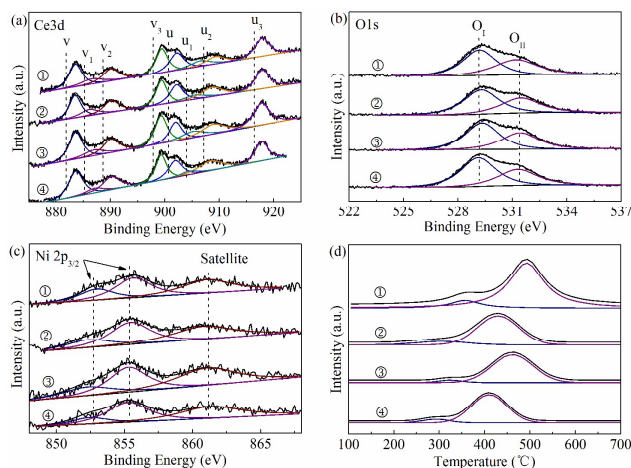 (a) Ce3d
v v₁ v₂ v₃ u u₁ u₂ u₃
①
②
③
④
Intensity (a.u.)
880 890 900 910 920
Binding Energy (eV)
(b) O1s
O_I O_II
①
②
③
④
Intensity (a.u.)
522 525 528 531 534 537
Binding Energy (eV)
(c) Ni 2p₃/₂ Satellite
①
②
③
④
Intensity (a.u.)
850 855 860 865
Binding Energy (eV)
(d)
①
②
③
④
Intensity (a.u.)
100 200 300 400 500 600 700
Temperature (℃)